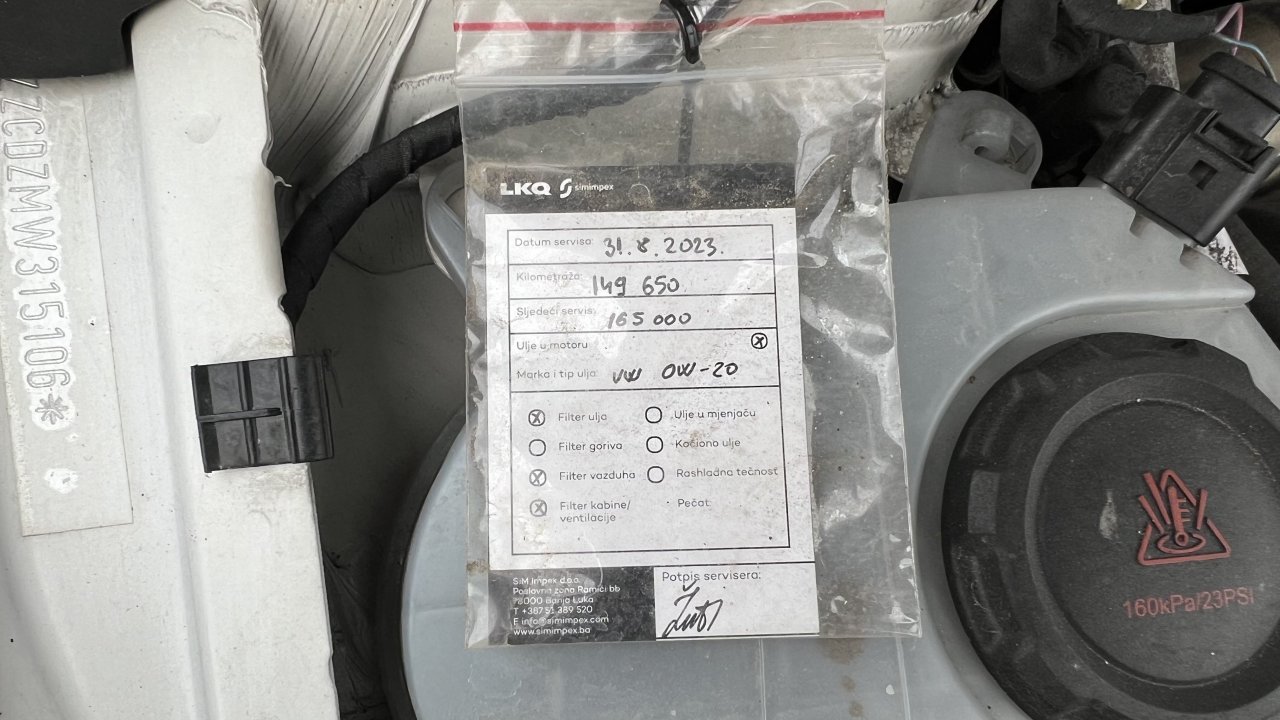 ZZCDZMW315106*
LKQ simimpex
Datum servisa: 31.8.2023.
Kilometraža: 149 650
Sljedeći servis: 165 000
Ulje u motoru
Marka i tip ulja: VW 0W-20
Filter ulja
Ulje u mjenjaču
Filter goriva
Kočiono ulje
Filter vazduha
Rashladna tečnost
Filter kabine/
ventilacije
Pečat:
SiM Impex d.o.o.
Poslovna zona Ramići bb
78000 Banja Luka
T +387 51 389 520
E info@simimpex.com
www.simimpex.ba
Potpis servisera:
160kPa/23PSI